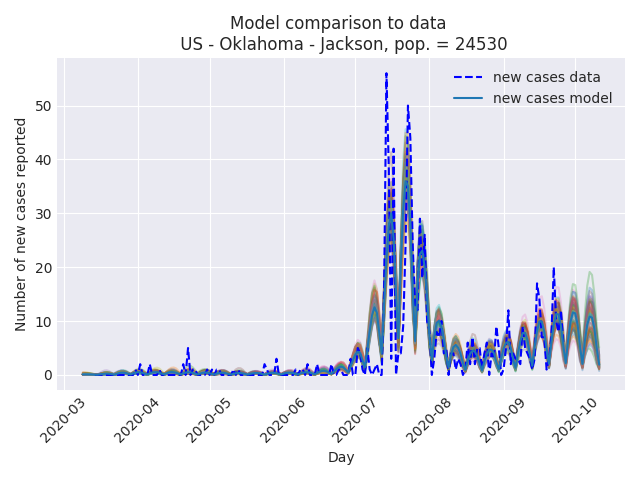 Model comparison to data
US - Oklahoma - Jackson, pop. = 24530
new cases data
new cases model
Number of new cases reported
50
40
30
20
10
0
2020-03
2020-04
2020-05
2020-06
2020-07
2020-08
2020-09
2020-10
Day